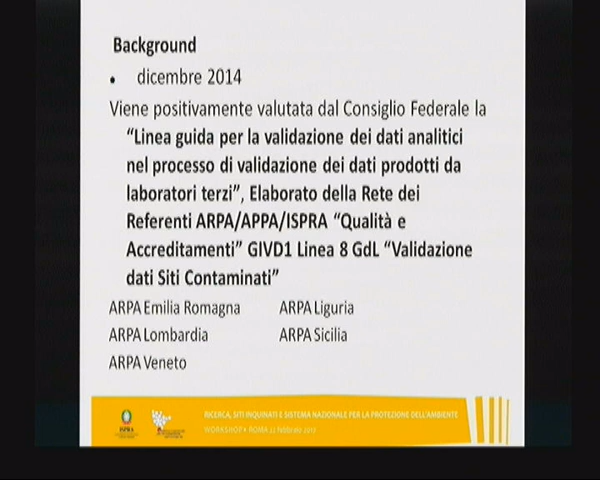 Background
• dicembre 2014
Viene positivamente valutata dal Consiglio Federale la
“Linea guida per la validazione dei dati analitici
nel processo di validazione dei dati prodotti da
laboratori terzi”, Elaborato della Rete dei
Referenti ARPA/APPA/ISPRA “Qualità e
Accreditamenti” GIVD1 Linea 8 GdL “Validazione
dati Siti Contaminati”
ARPA Emilia Romagna ARPA Liguria
ARPA Lombardia ARPA Sicilia
ARPA Veneto
RICERCA, SITI INQUINATI E SISTEMA NAZIONALE PER LA PROTEZIONE DELL'AMBIENTE
ISPRA
WORKSHOP • ROMA